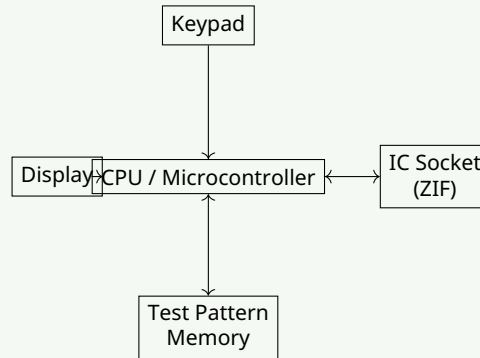 Keypad
Display
CPU / Microcontroller
IC Socket
(ZIF)
Test Pattern
Memory